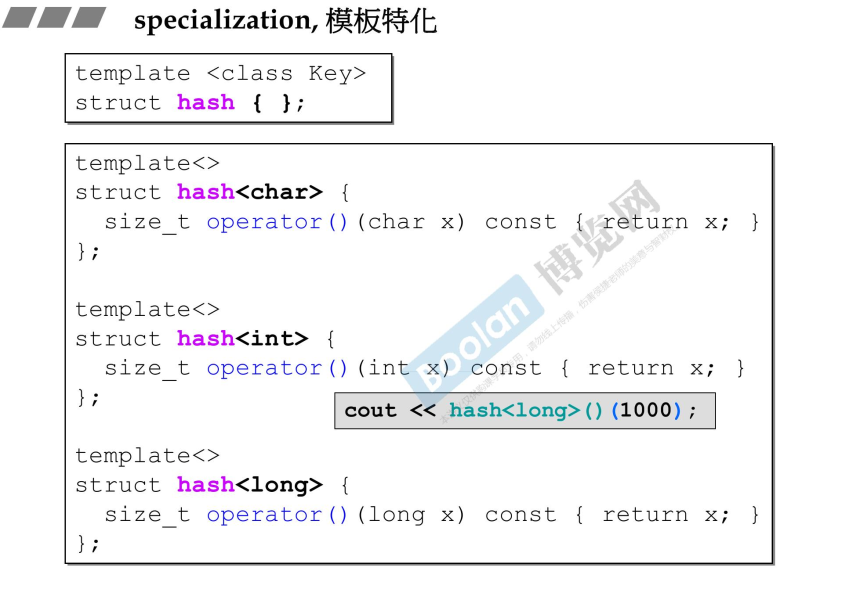 specialization, 模板特化
template <class Key>
struct hash { };
template<>
struct hash<char> {
size_t operator()(char x) const { return x; }
};
template<>
struct hash<int> {
size_t operator()(int x) const { return x; }
};
cout << hash<long>()(1000);
template<>
struct hash<long> {
size_t operator()(long x) const { return x; }
};
Boolan 博览网